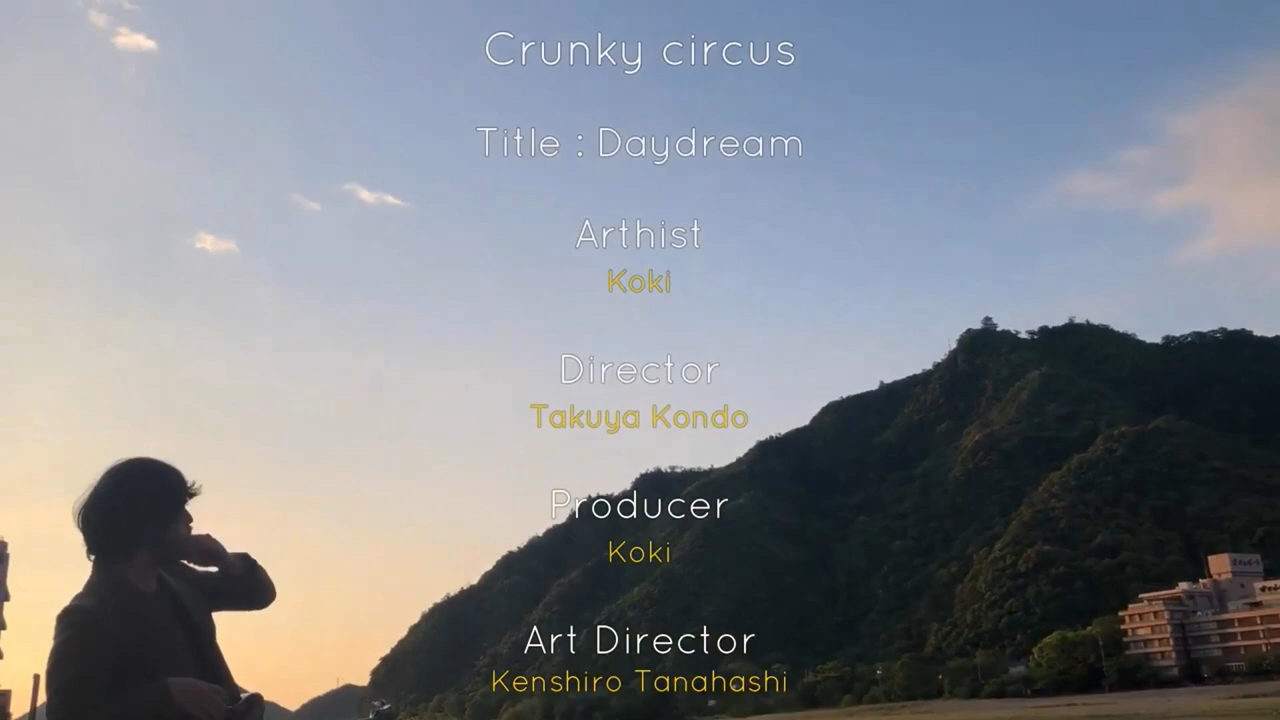 Crunky circus
Title : Daydream
Arthist
Koki
Director
Takuya Kondo
Producer
Koki
Art Director
Kenshiro Tanahashi